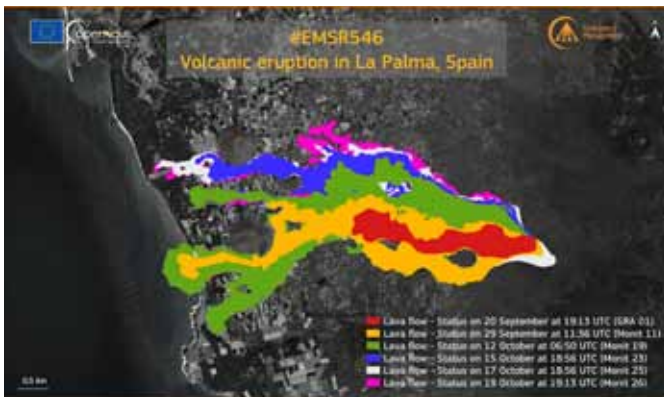 #EMSR546
Volcanic eruption in La Palma, Spain
Lava flow - Status on 20 September at 19:13 UTC (GRA 01)
Lava flow - Status on 29 September at 11:36 UTC (Monit 11)
Lava flow - Status on 12 October at 06:50 UTC (Monit 19)
Lava flow - Status on 15 October at 18:56 UTC (Monit 23)
Lava flow - Status on 17 October at 18:56 UTC (Monit 25)
Lava flow - Status on 19 October at 19:13 UTC (Monit 26)
0.5 km